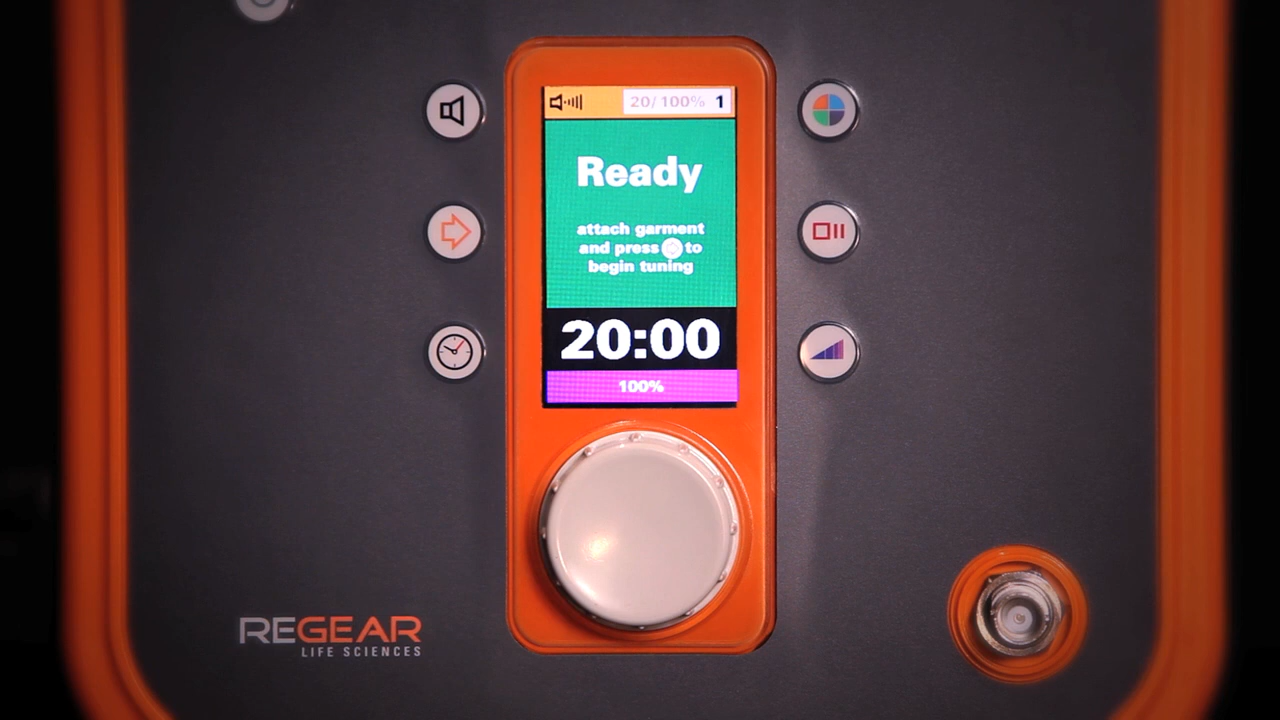 20/100% 1
Ready
attach garment
and press to
begin tuning
20:00
100%
REGEAR
LIFE SCIENCES